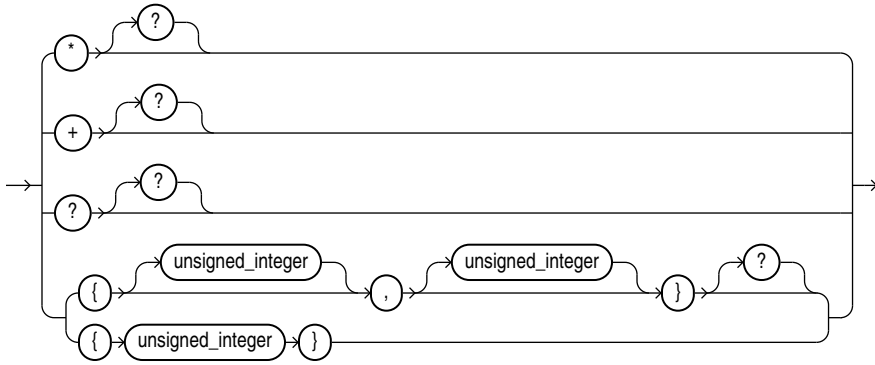 ?
*
?
+
?
?
unsigned_integer unsigned_integer ?
{ , }
{ unsigned_integer }